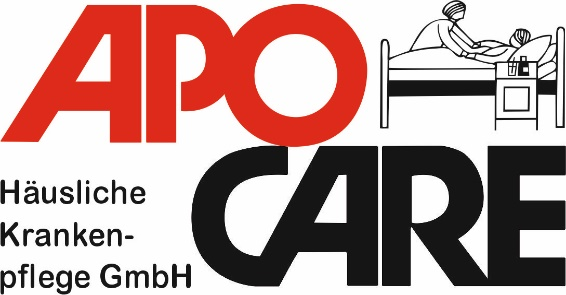 APO
CARE
Häusliche
Kranken-
pflege GmbH